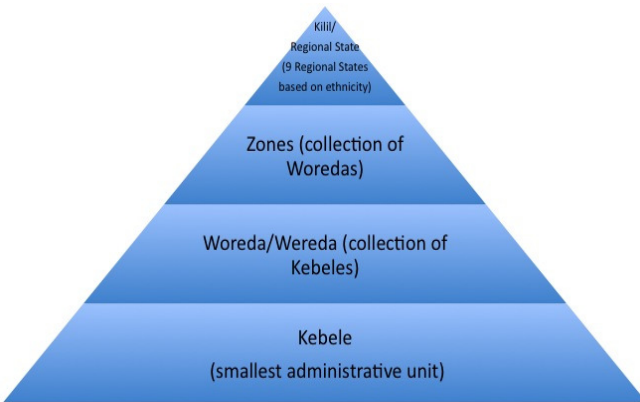 Kilil/
Regional State
(9 Regional States
based on ethnicity)
Zones (collection of
Woredas)
Woreda/Wereda (collection of
Kebeles)
Kebele
(smallest administrative unit)